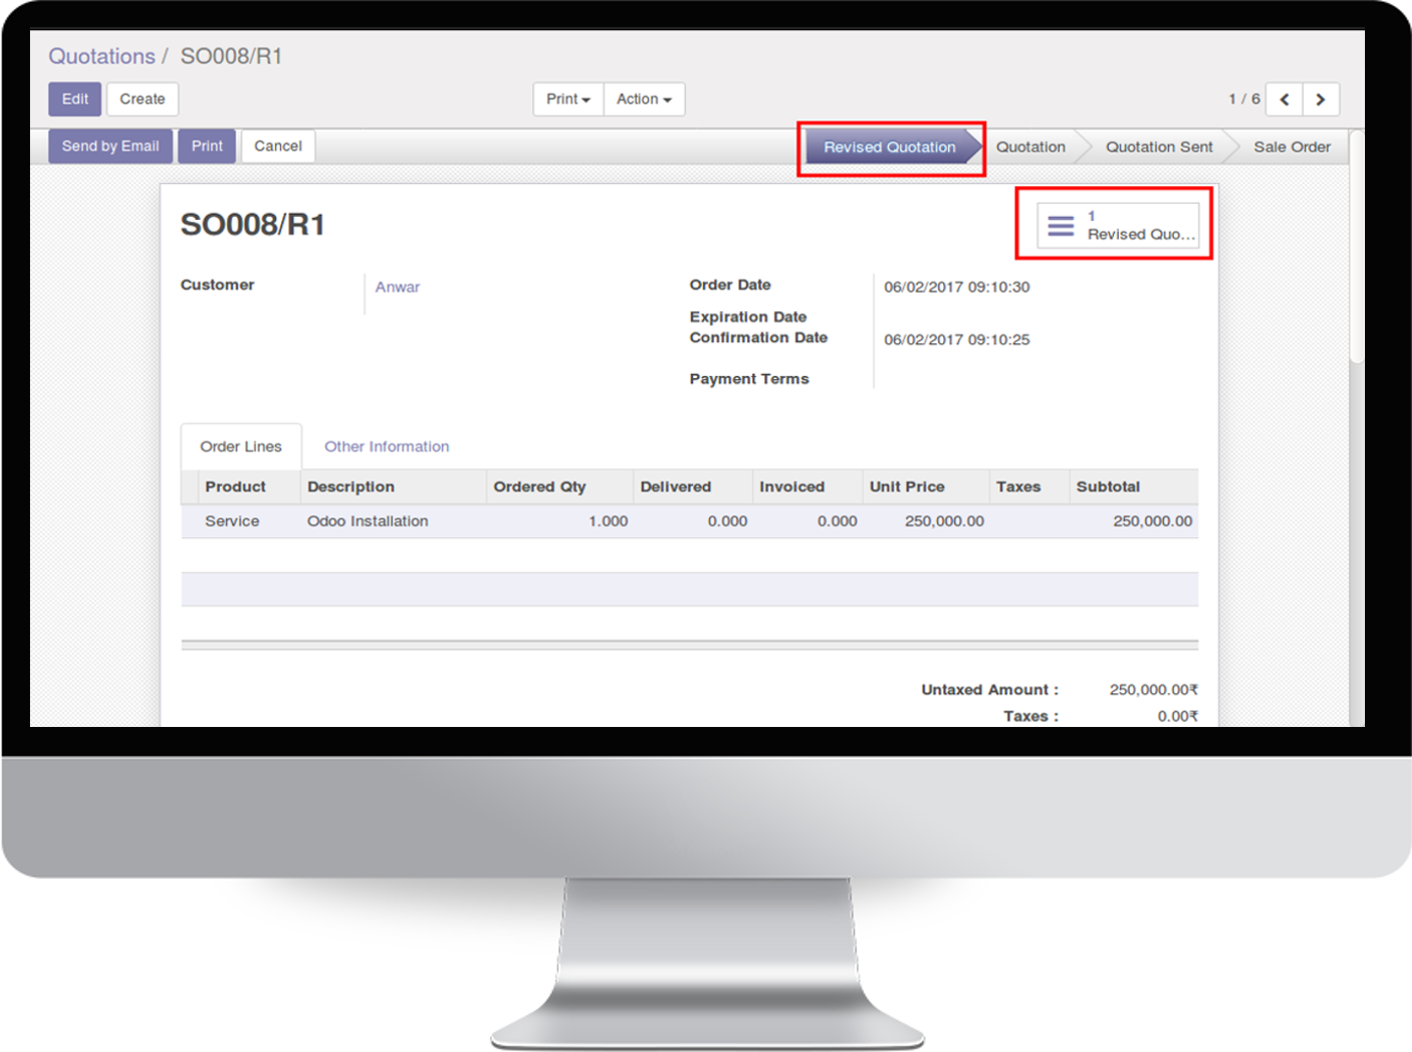 Quotations / SO008/R1
Edit Create Print Action 1 / 6
Send by Email Print Cancel Revised Quotation Quotation Quotation Sent Sale Order
SO008/R1
1
Revised Quo...
Customer Anwar
Order Date 06/02/2017 09:10:30
Expiration Date
Confirmation Date 06/02/2017 09:10:25
Payment Terms
Order Lines Other Information
Product Description Ordered Qty Delivered Invoiced Unit Price Taxes Subtotal
Service Odoo Installation 1.000 0.000 0.000 250,000.00 250,000.00
Untaxed Amount : 250,000.00₹
Taxes : 0.00₹